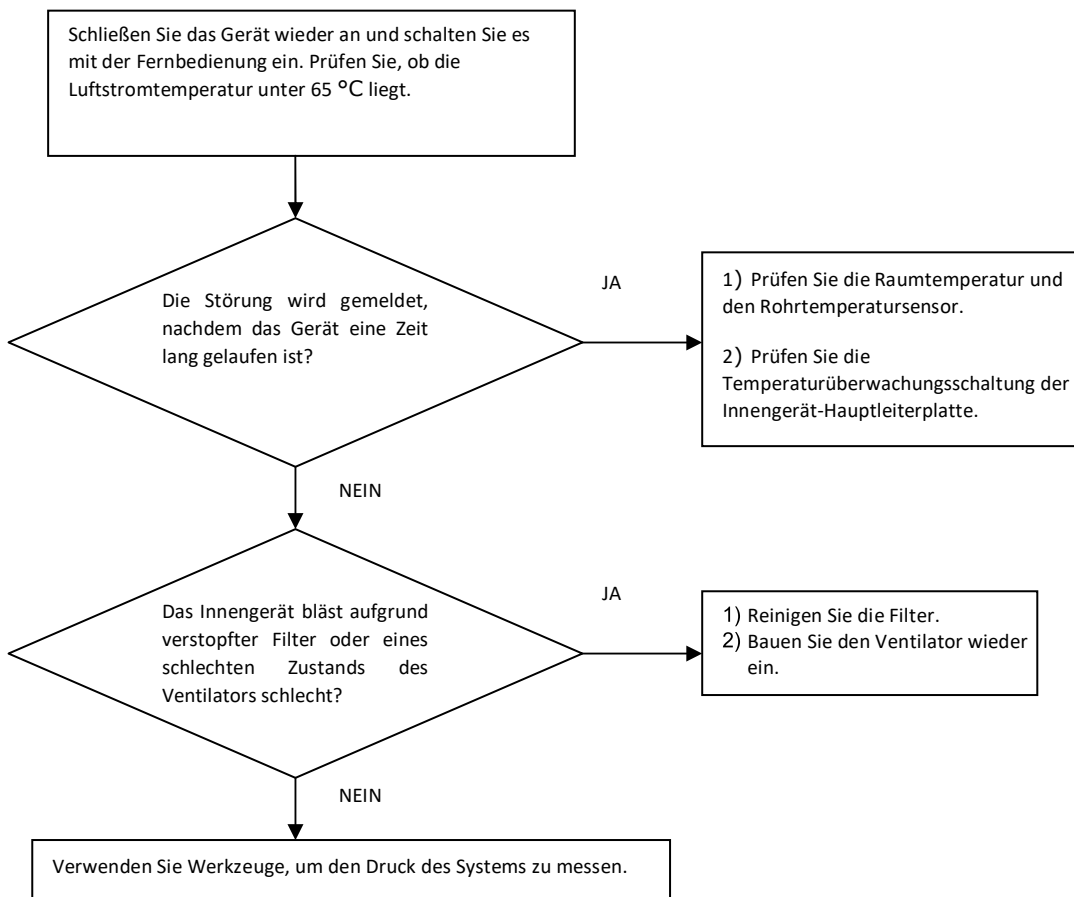 Schließen Sie das Gerät wieder an und schalten Sie es
mit der Fernbedienung ein. Prüfen Sie, ob die
Luftstromtemperatur unter 65 °C liegt.
Die Störung wird gemeldet,
nachdem das Gerät eine Zeit
lang gelaufen ist?
JA
1) Prüfen Sie die Raumtemperatur und
den Rohrtemperatursensor.
2) Prüfen Sie die
Temperaturüberwachungsschaltung der
Innengerät-Hauptleiterplatte.
NEIN
Das Innengerät bläst aufgrund
verstopfter Filter oder eines
schlechten Zustands des
Ventilators schlecht?
JA
1) Reinigen Sie die Filter.
2) Bauen Sie den Ventilator wieder
ein.
NEIN
Verwenden Sie Werkzeuge, um den Druck des Systems zu messen.